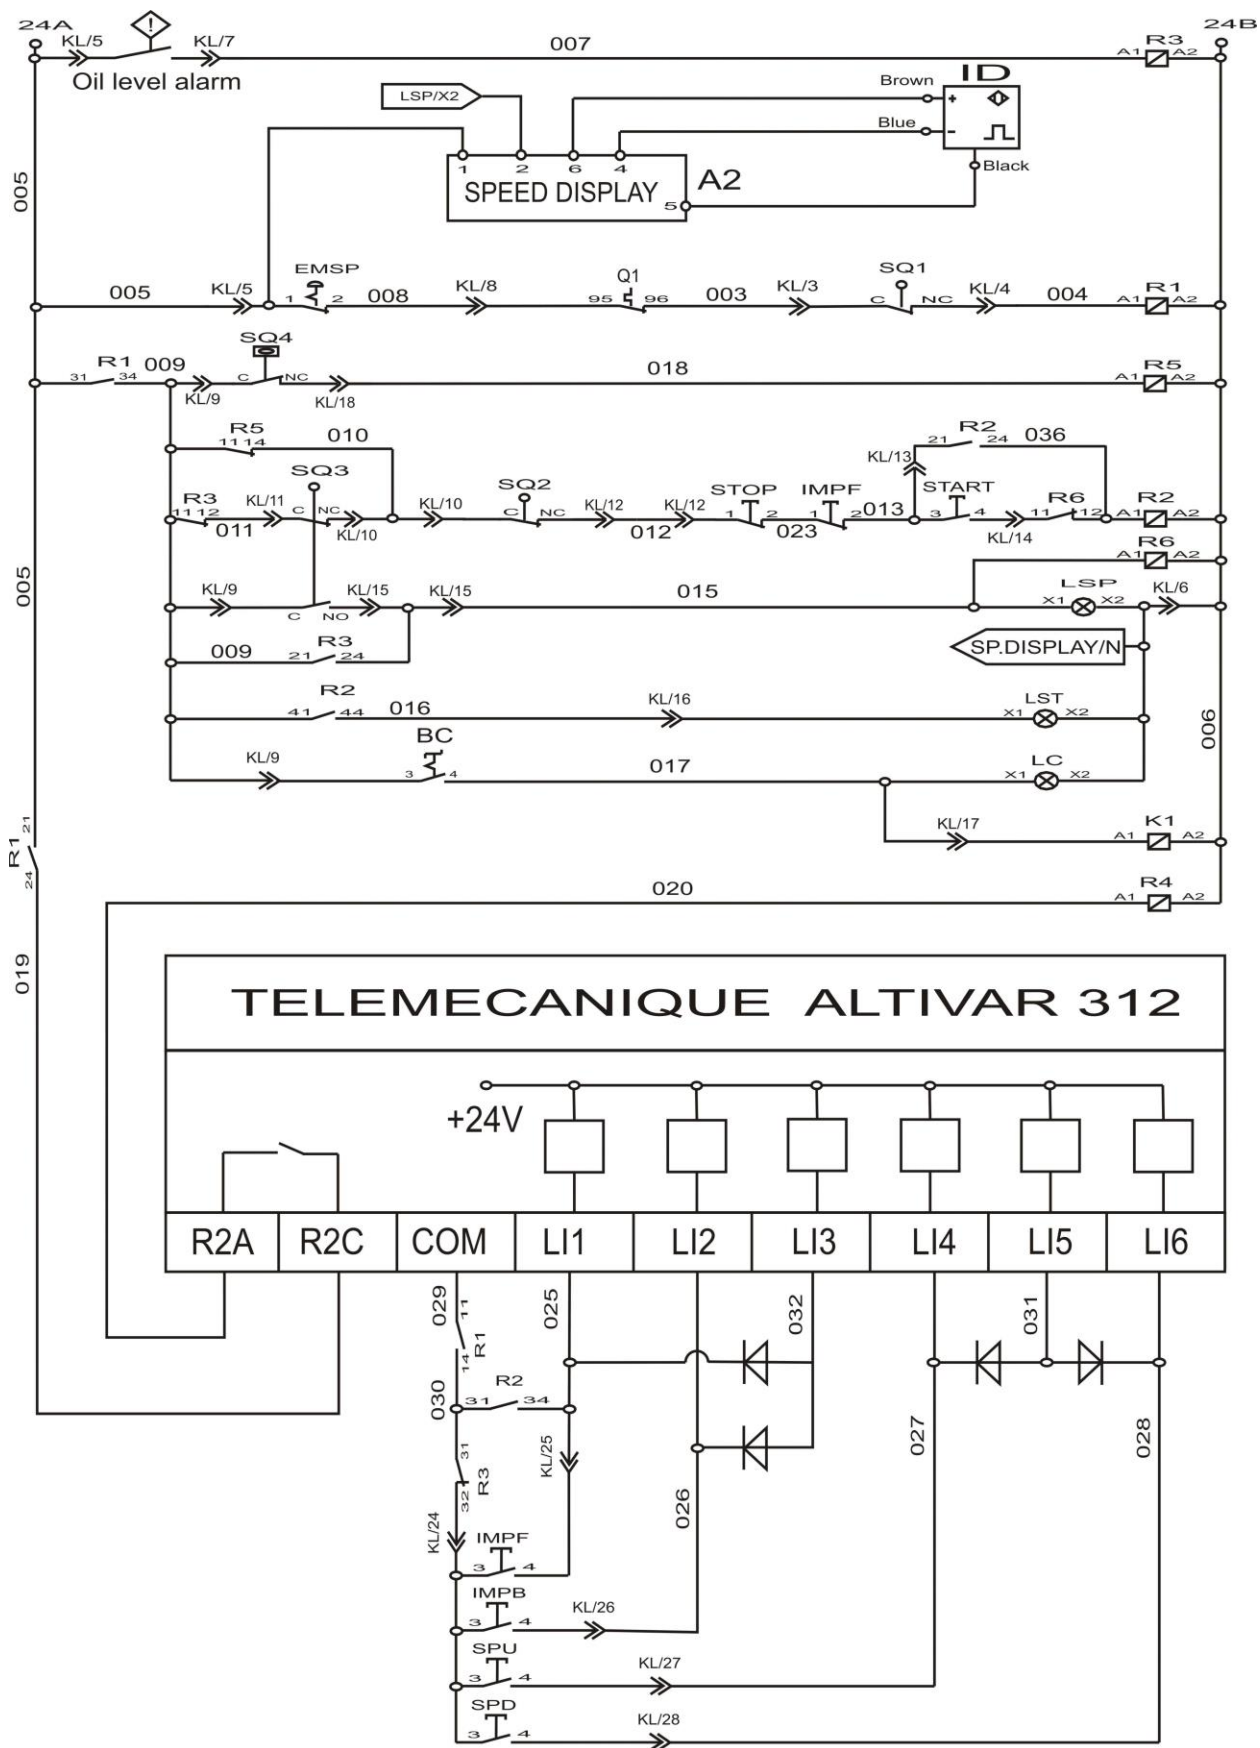 24A
!
KL/5
KL/7
007
R3
24B
A1 A2
Oil level alarm
ID
LSP/X2
Brown
+
Blue
-
Black
1 2 6 4
SPEED DISPLAY
5
A2
005
005
KL/5
EMSP
1 2
008
KL/8
Q1
95 96
003
KL/3
SQ1
C NC
KL/4
004
R1
A1 A2
R1
31 34
009
KL/9
SQ4
C NC
KL/18
018
R5
A1 A2
R5
11 14
010
R2
21 24
036
KL/13
SQ3
R3
11 12
011
KL/11
C NC
KL/10
KL/10
SQ2
C NC
KL/12
012
KL/12
STOP
1 2
023
IMPF
1 2
013
START
3 4
KL/14
R6
11 12
R2
A1 A2
R6
A1 A2
005
KL/9
C NO
KL/15
KL/15
015
LSP
X1 X2
KL/6
009
R3
21 24
SP.DISPLAY/N
R2
41 44
016
KL/16
LST
X1 X2
006
KL/9
BC
3 4
017
LC
X1 X2
KL/17
K1
A1 A2
R1
21
24
020
R4
A1 A2
019
TELEMECANIQUE ALTIVAR 312
+24V
R2A R2C COM LI1 LI2 LI3 LI4 LI5 LI6
029
11
14
R1
025
032
031
030
R2
31 34
31
32
R3
KL/25
026
027
028
KL/24
IMPF
3 4
IMPB
3 4
KL/26
SPU
3 4
KL/27
SPD
3 4
KL/28